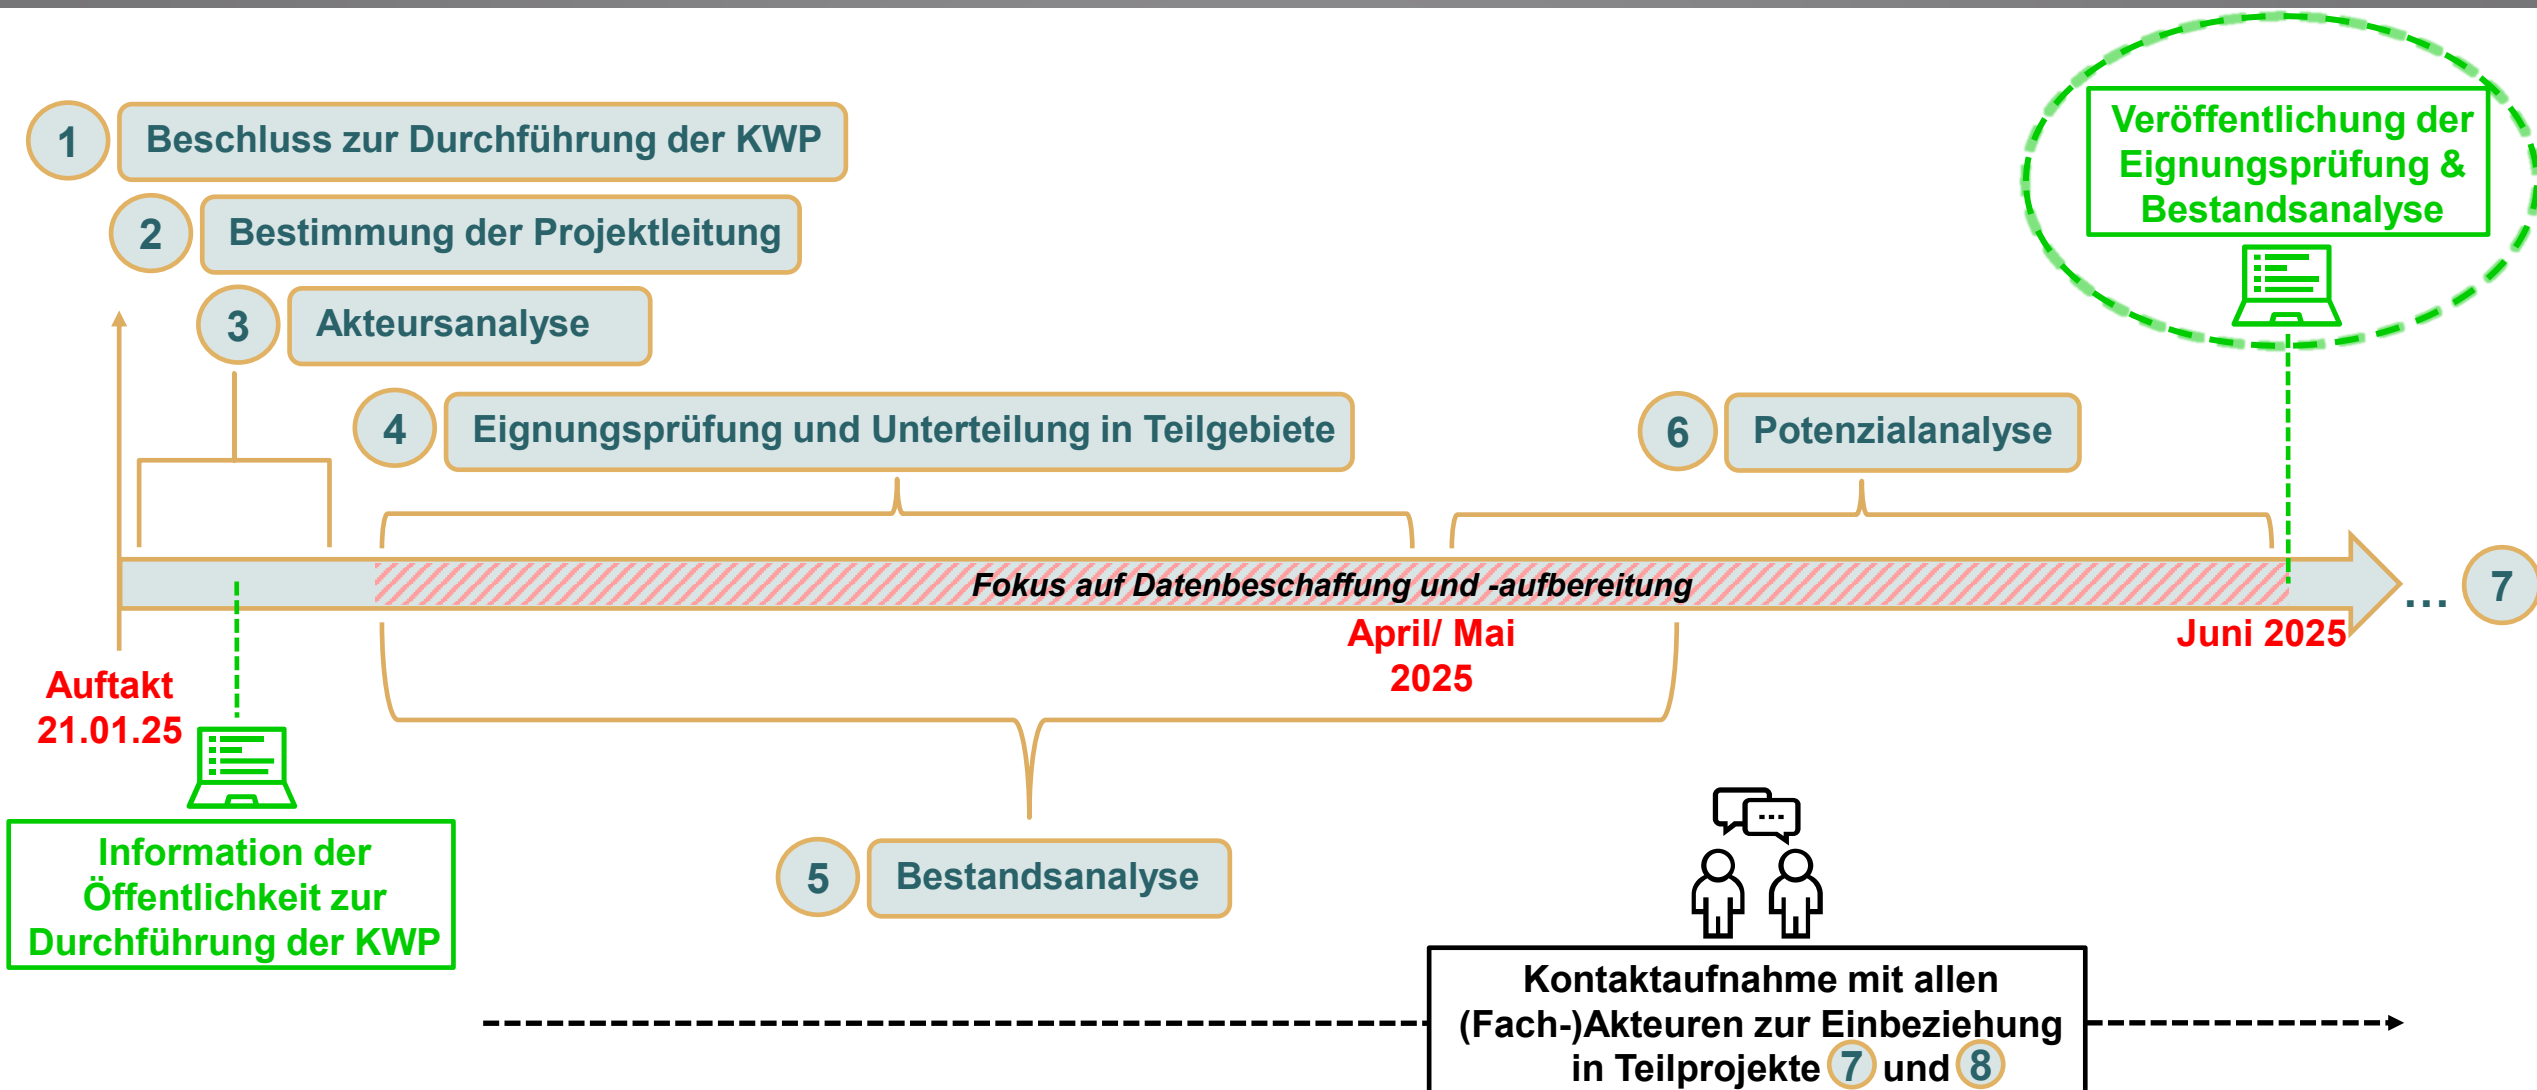 1 Beschluss zur Durchführung der KWP
2 Bestimmung der Projektleitung
3 Akteursanalyse
Veröffentlichung der
Eignungsprüfung &
Bestandsanalyse
4 Eignungsprüfung und Unterteilung in Teilgebiete
6 Potenzialanalyse
Fokus auf Datenbeschaffung und -aufbereitung
... 7
Auftakt
21.01.25
April/ Mai
2025
Juni 2025
Information der
Öffentlichkeit zur
Durchführung der KWP
5 Bestandsanalyse
Kontaktaufnahme mit allen
(Fach-)Akteuren zur Einbeziehung
in Teilprojekte 7 und 8